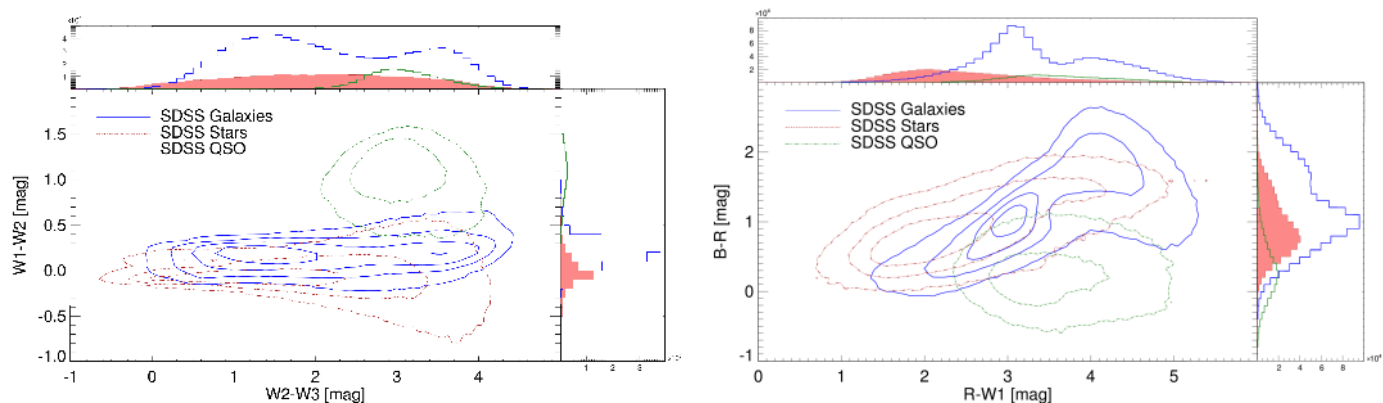 SDSS Galaxies
SDSS Stars
SDSS QSO
W1-W2 [mag]
1.5
1.0
0.5
0.0
-0.5
-1.0
-1 0 1 2 3 4
W2-W3 [mag]
1 2 3
8
6
4
2
SDSS Galaxies
SDSS Stars
SDSS QSO
B-R [mag]
2
1
0
-1
0 1 2 3 4 5
R-W1 [mag]
2 4 6 8